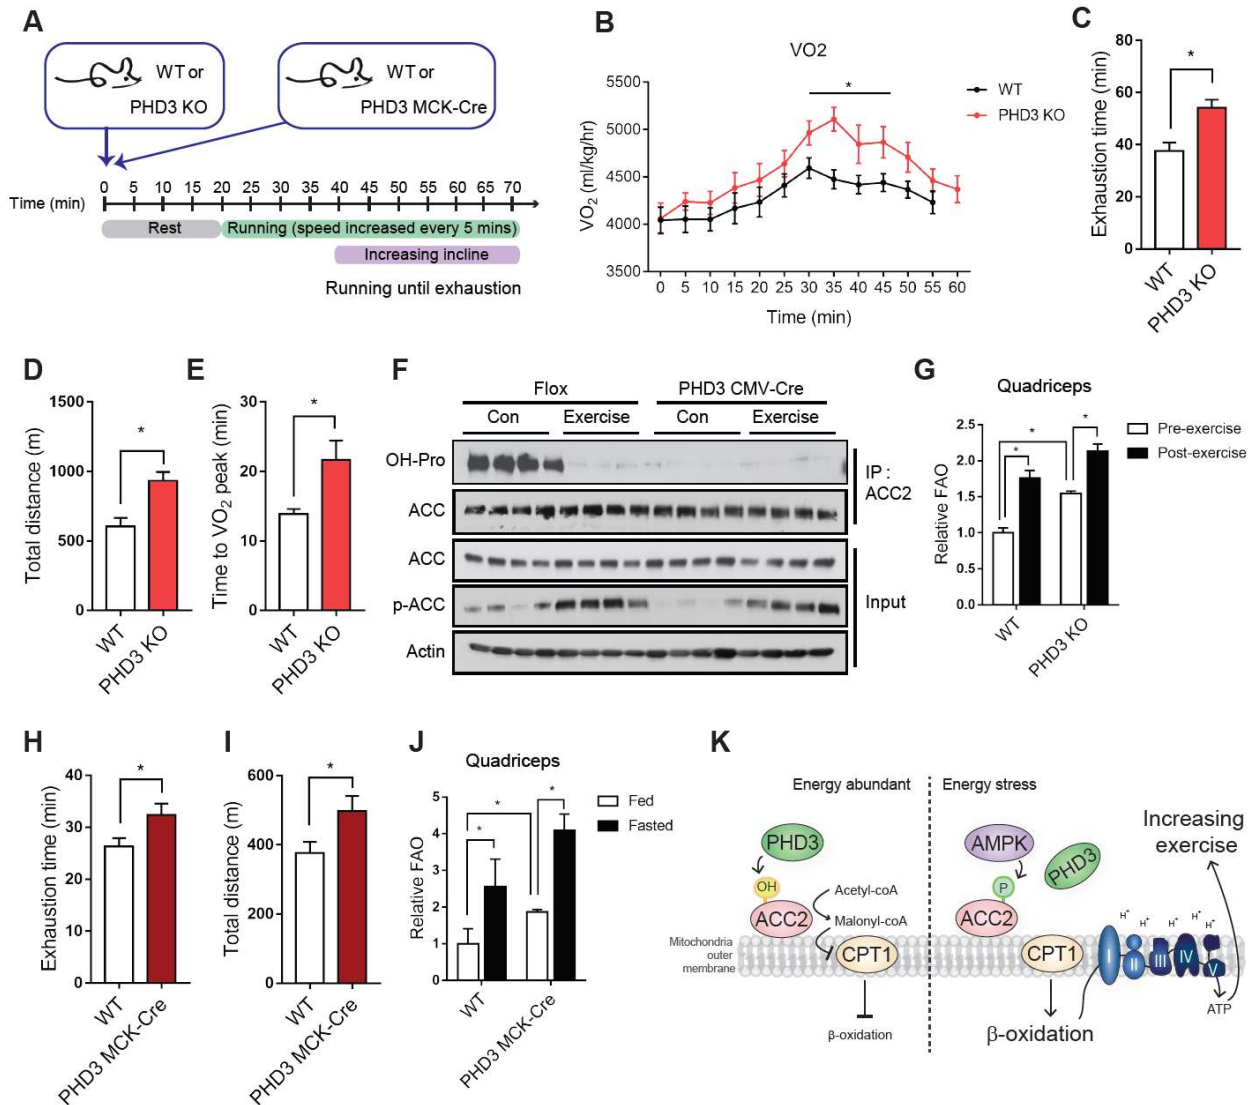 A
WT or
PHD3 KO
WT or
PHD3 MCK-Cre
Time (min)
0 5 10 15 20 25 30 35 40 45 50 55 60 65 70
Rest
Running (speed increased every 5 mins)
Increasing incline
Running until exhaustion
B
VO2
VO2 (ml/kg/hr)
5500
5000
4500
4000
3500
*
WT
PHD3 KO
0 5 10 15 20 25 30 35 40 45 50 55 60
Time (min)
C
Exhaustion time (min)
80
60
40
20
0
*
WT
PHD3 KO
D
Total distance (m)
1500
1000
500
0
*
WT
PHD3 KO
E
Time to VO2 peak (min)
30
20
10
0
*
WT
PHD3 KO
F
Flox
PHD3 CMV-Cre
Con Exercise Con Exercise
OH-Pro
ACC
IP :
ACC2
ACC
p-ACC
Actin
Input
G
Quadriceps
Relative FAO
2.5
2.0
1.5
1.0
0.5
0.0
*
*
*
Pre-exercise
Post-exercise
WT
PHD3 KO
H
Exhaustion time (min)
40
30
20
10
0
*
WT
PHD3 MCK-Cre
I
Total distance (m)
600
400
200
0
*
WT
PHD3 MCK-Cre
J
Quadriceps
Relative FAO
5
4
3
2
1
0
*
*
*
Fed
Fasted
WT
PHD3 MCK-Cre
K
Energy abundant
Energy stress
PHD3
OH
ACC2
Acetyl-coA
Malonyl-coA
Mitochondria
outer
membrane
CPT1
β-oxidation
AMPK
PHD3
P
ACC2
CPT1
β-oxidation
H+ H+ H+ H+ H+
I II III IV V
ATP
Increasing
exercise